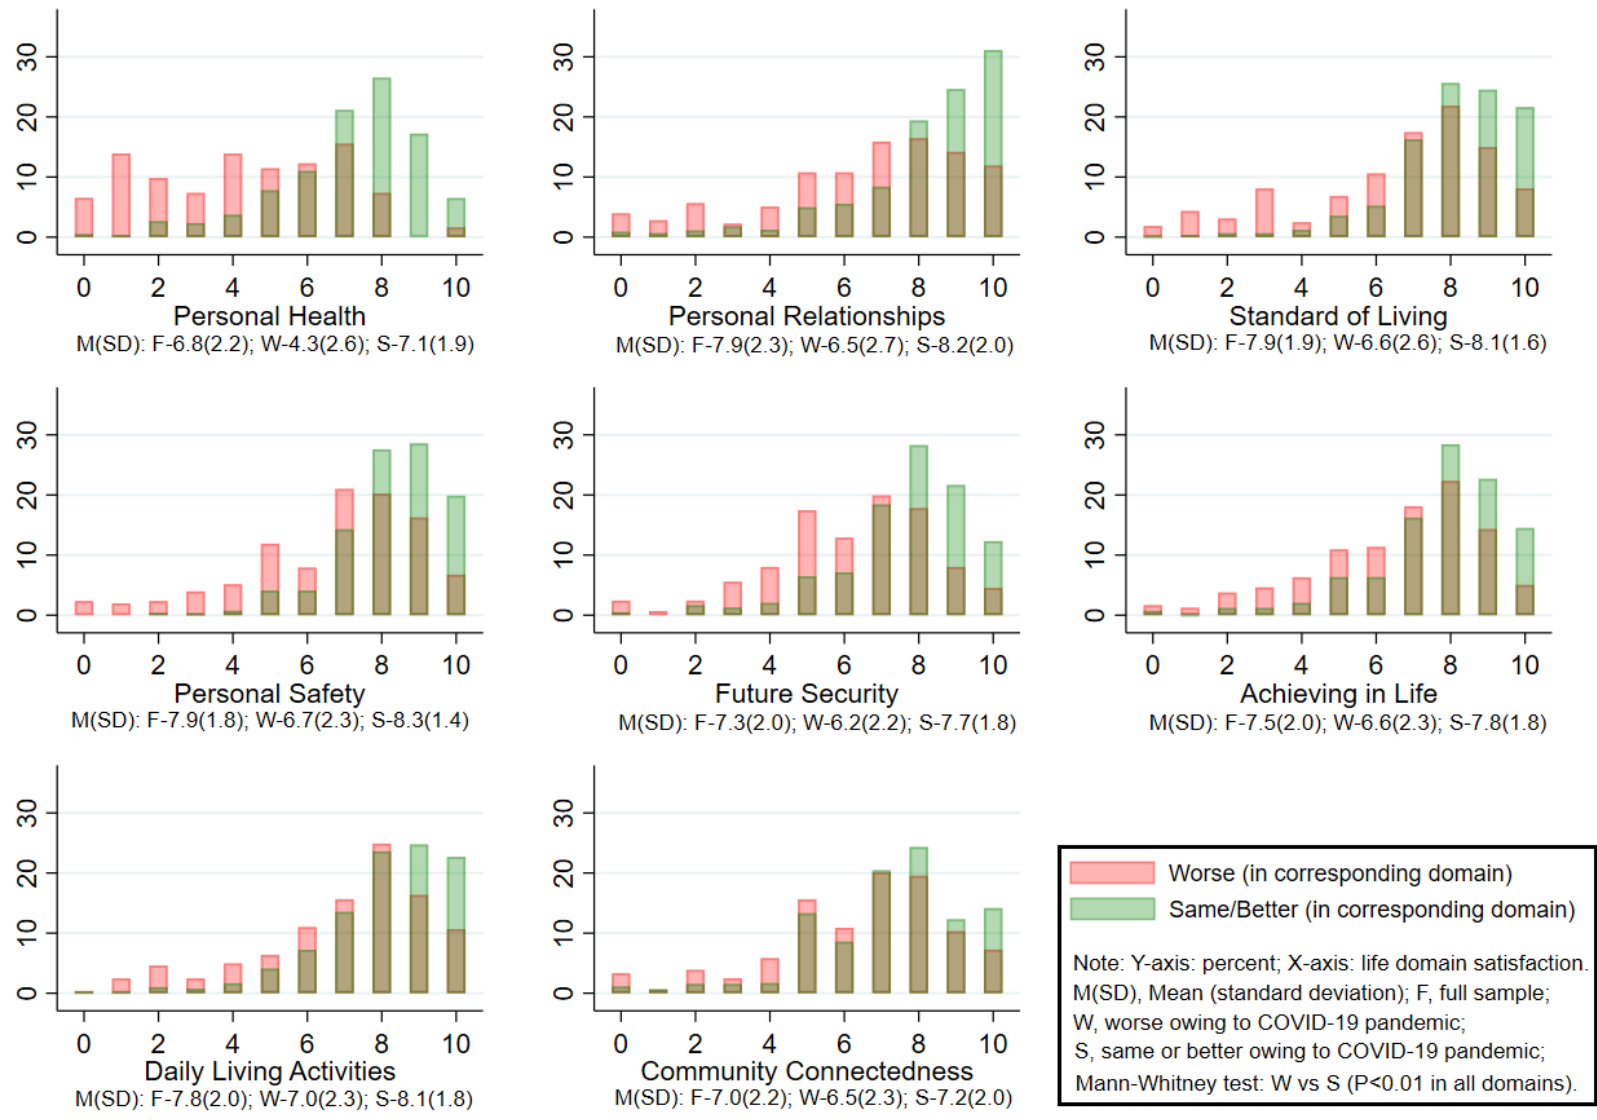 30
20
10
0
0 2 4 6 8 10
Personal Health
M(SD): F-6.8(2.2); W-4.3(2.6); S-7.1(1.9)
30
20
10
0
0 2 4 6 8 10
Personal Relationships
M(SD): F-7.9(2.3); W-6.5(2.7); S-8.2(2.0)
30
20
10
0
0 2 4 6 8 10
Standard of Living
M(SD): F-7.9(1.9); W-6.6(2.6); S-8.1(1.6)
30
20
10
0
0 2 4 6 8 10
Personal Safety
M(SD): F-7.9(1.8); W-6.7(2.3); S-8.3(1.4)
30
20
10
0
0 2 4 6 8 10
Future Security
M(SD): F-7.3(2.0); W-6.2(2.2); S-7.7(1.8)
30
20
10
0
0 2 4 6 8 10
Achieving in Life
M(SD): F-7.5(2.0); W-6.6(2.3); S-7.8(1.8)
30
20
10
0
0 2 4 6 8 10
Daily Living Activities
M(SD): F-7.8(2.0); W-7.0(2.3); S-8.1(1.8)
30
20
10
0
0 2 4 6 8 10
Community Connectedness
M(SD): F-7.0(2.2); W-6.5(2.3); S-7.2(2.0)
Worse (in corresponding domain)
Same/Better (in corresponding domain)
Note: Y-axis: percent; X-axis: life domain satisfaction.
M(SD), Mean (standard deviation); F, full sample;
W, worse owing to COVID-19 pandemic;
S, same or better owing to COVID-19 pandemic;
Mann-Whitney test: W vs S (P<0.01 in all domains).